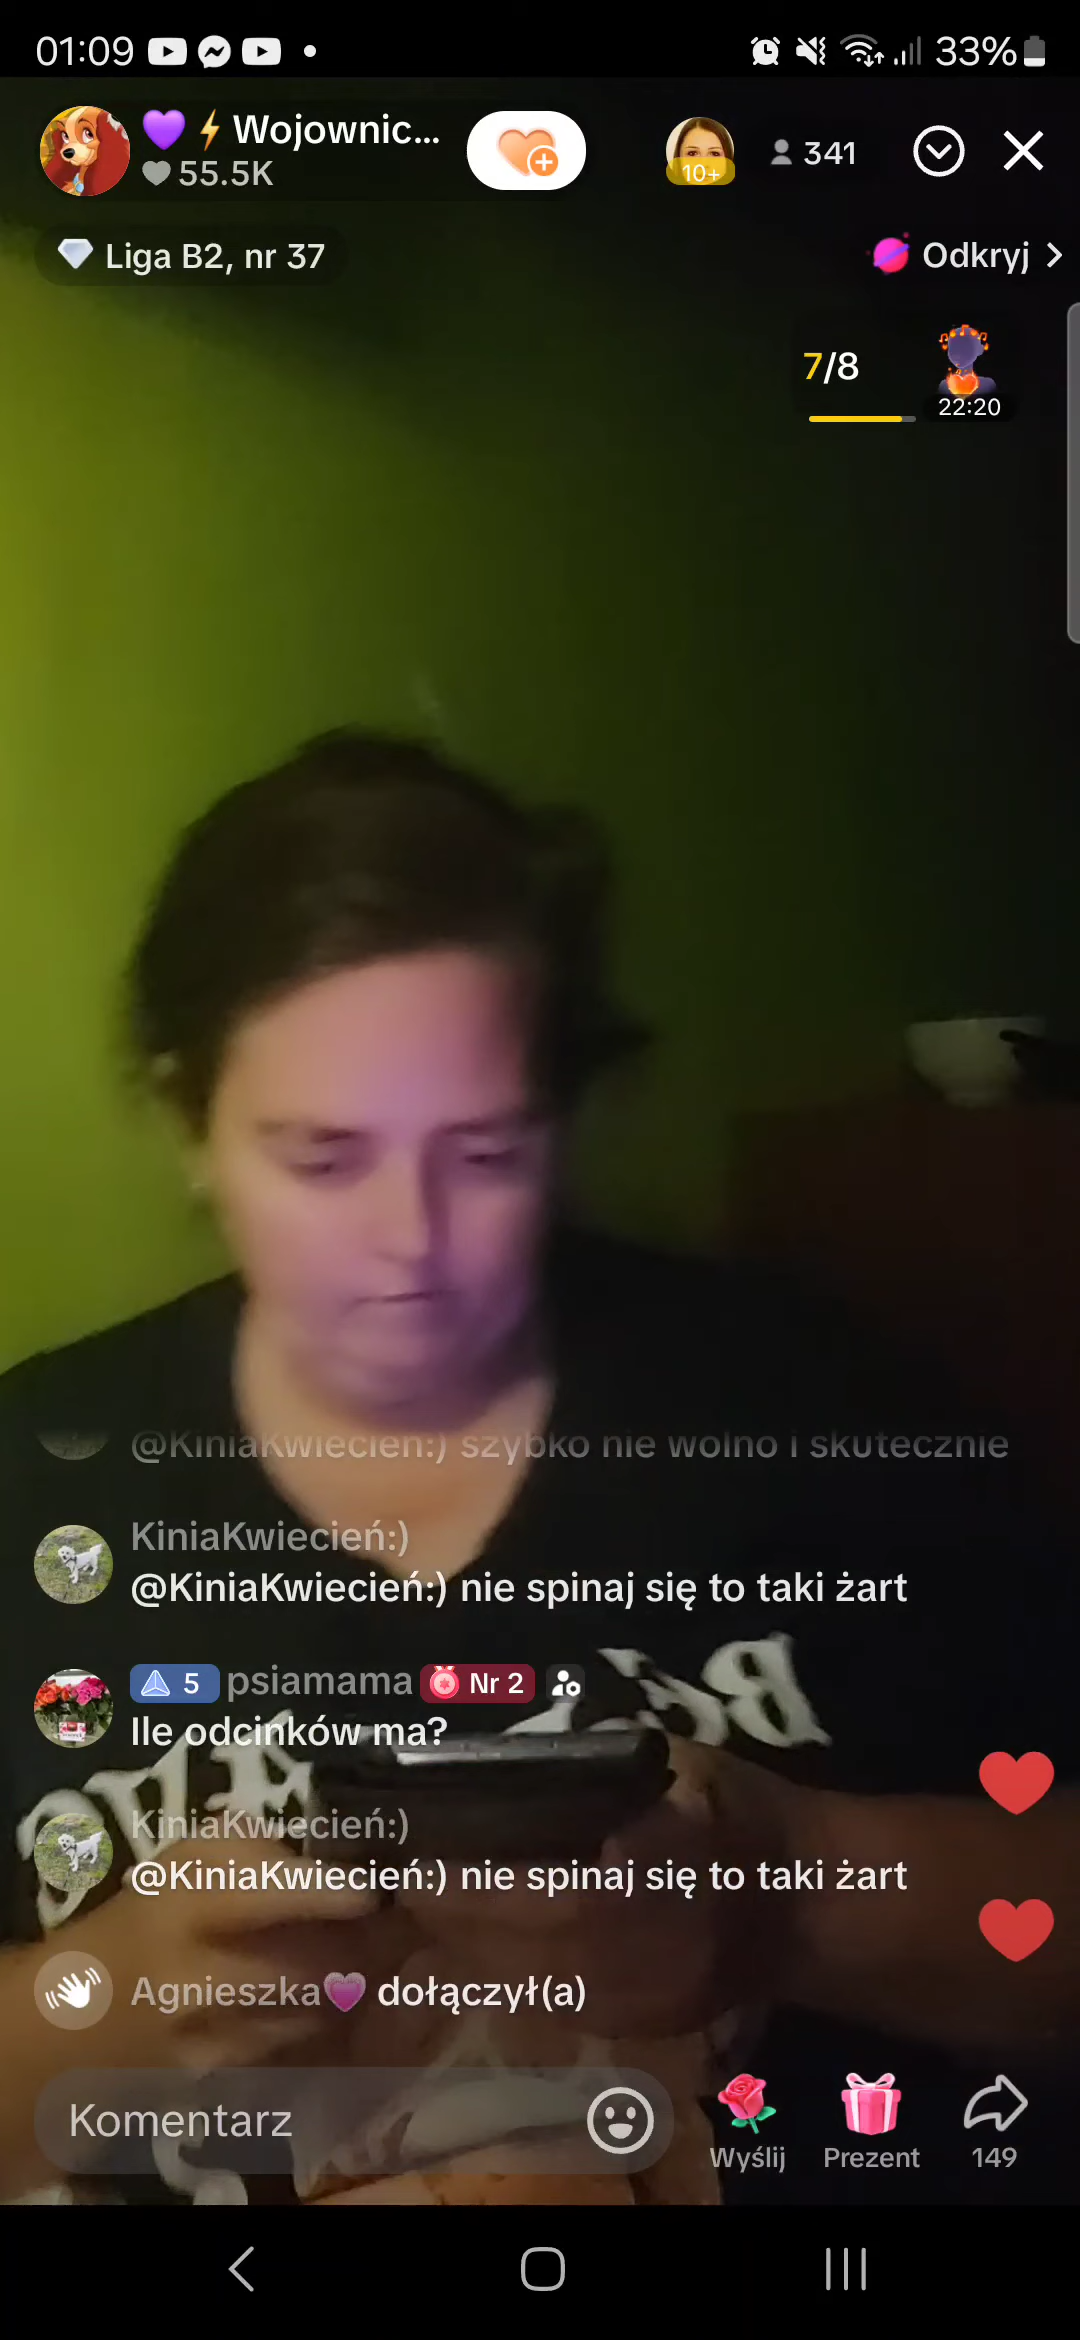 01:09
33%
Wojownic...
55.5K
10+
341
Liga B2, nr 37
Odkryj
7/8
22:20
@KiniaKwiecień:) szybko nie wolno i skutecznie
KiniaKwiecień:)
@KiniaKwiecień:) nie spinaj się to taki żart
5 psiamama Nr 2
Ile odcinków ma?
KiniaKwiecień:)
@KiniaKwiecień:) nie spinaj się to taki żart
Agnieszka dołączył(a)
Komentarz
Wyślij
Prezent
149